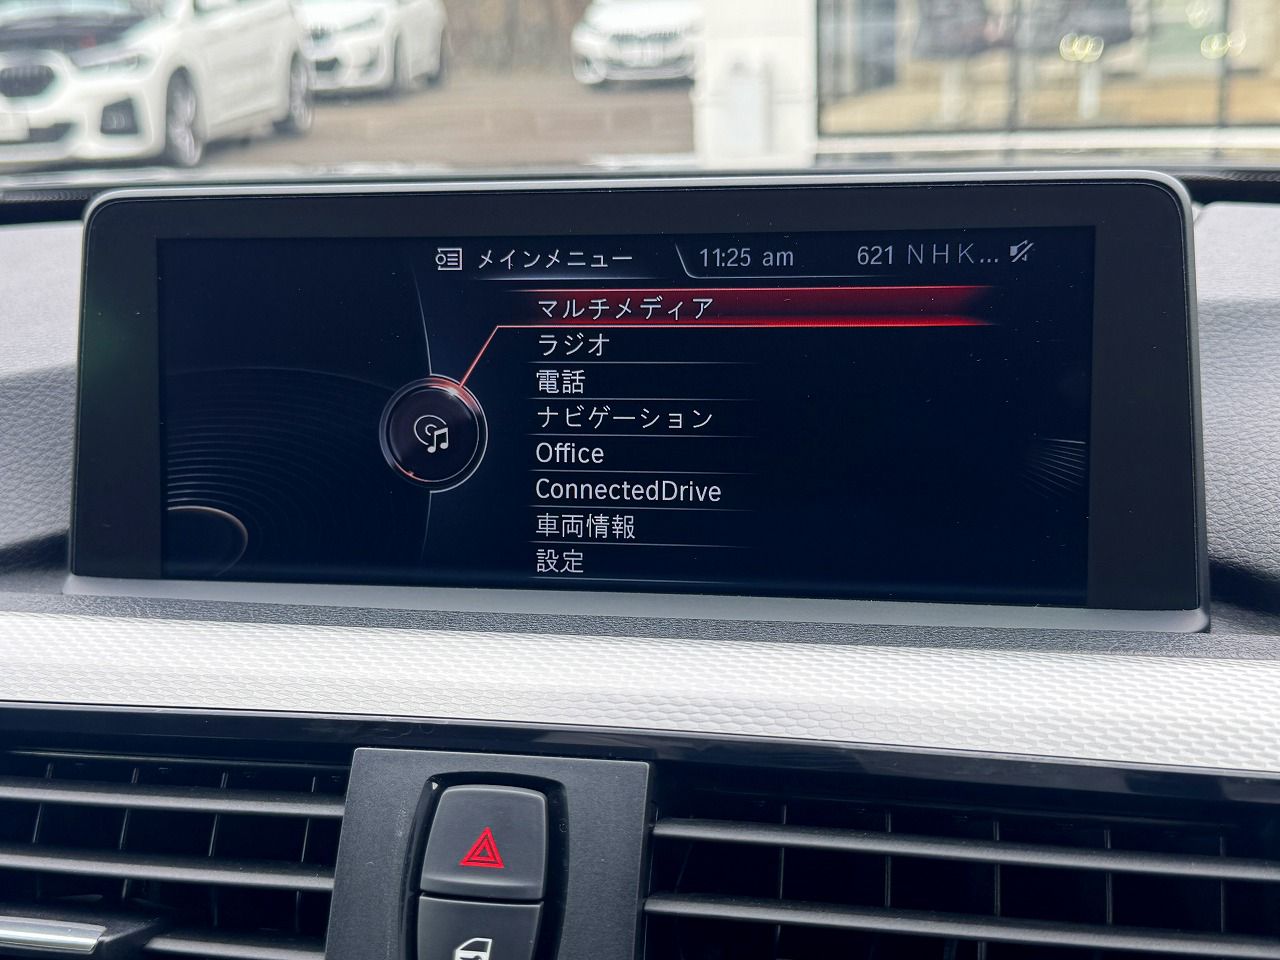 メインメニュー 11:25 am 621 NHK...
マルチメディア
ラジオ
電話
ナビゲーション
Office
ConnectedDrive
車両情報
設定